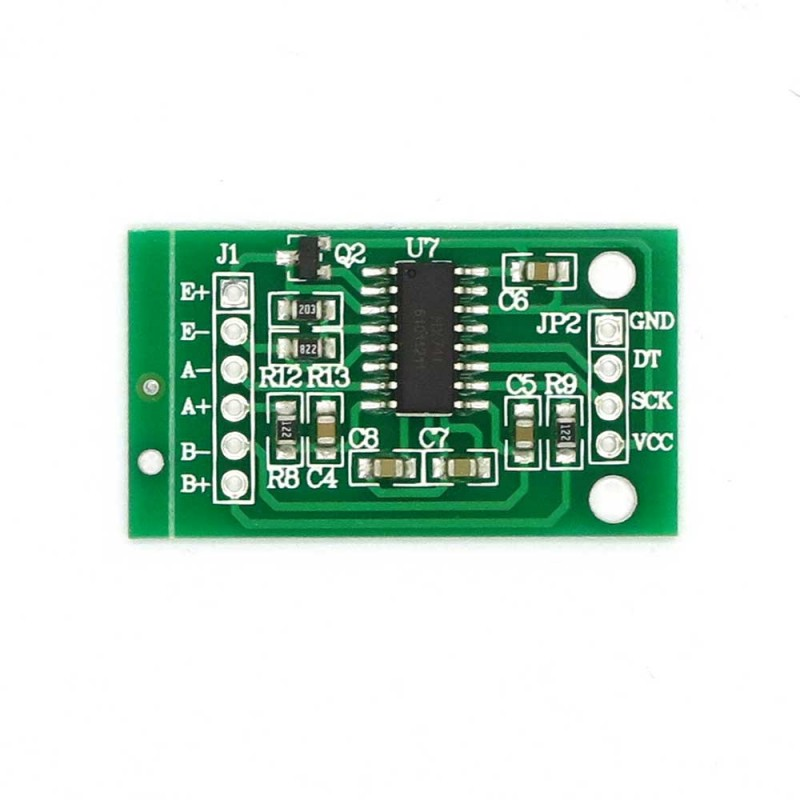 J1
Q2
U7
E+
E-
A-
A+
B-
B+
203
822
R12 R13
122
R8 C4
C8
C7
C5 R9
122
C6
JP2
GND
DT
SCK
VCC